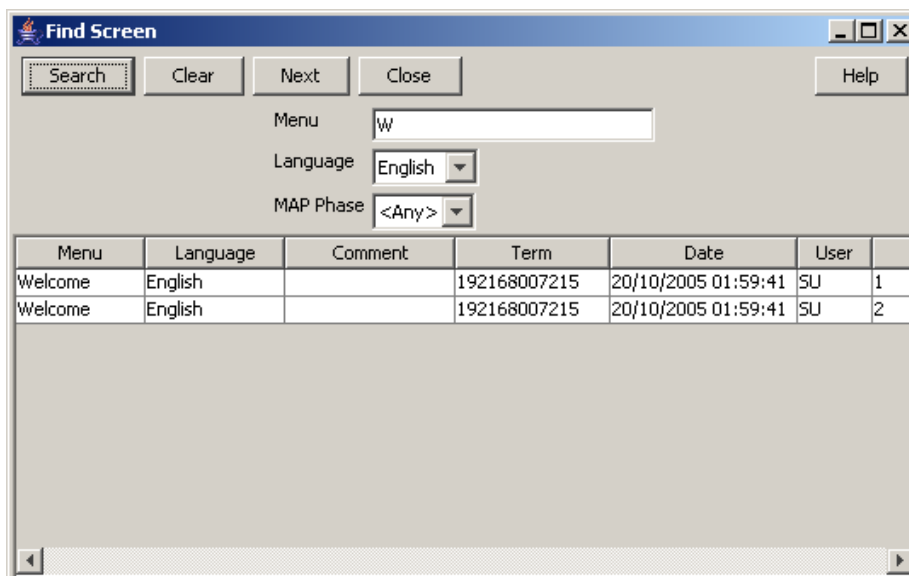 Find Screen
Search Clear Next Close Help
Menu W
Language English
MAP Phase <Any>
Menu Language Comment Term Date User
Welcome English 192168007215 20/10/2005 01:59:41 SU 1
Welcome English 192168007215 20/10/2005 01:59:41 SU 2